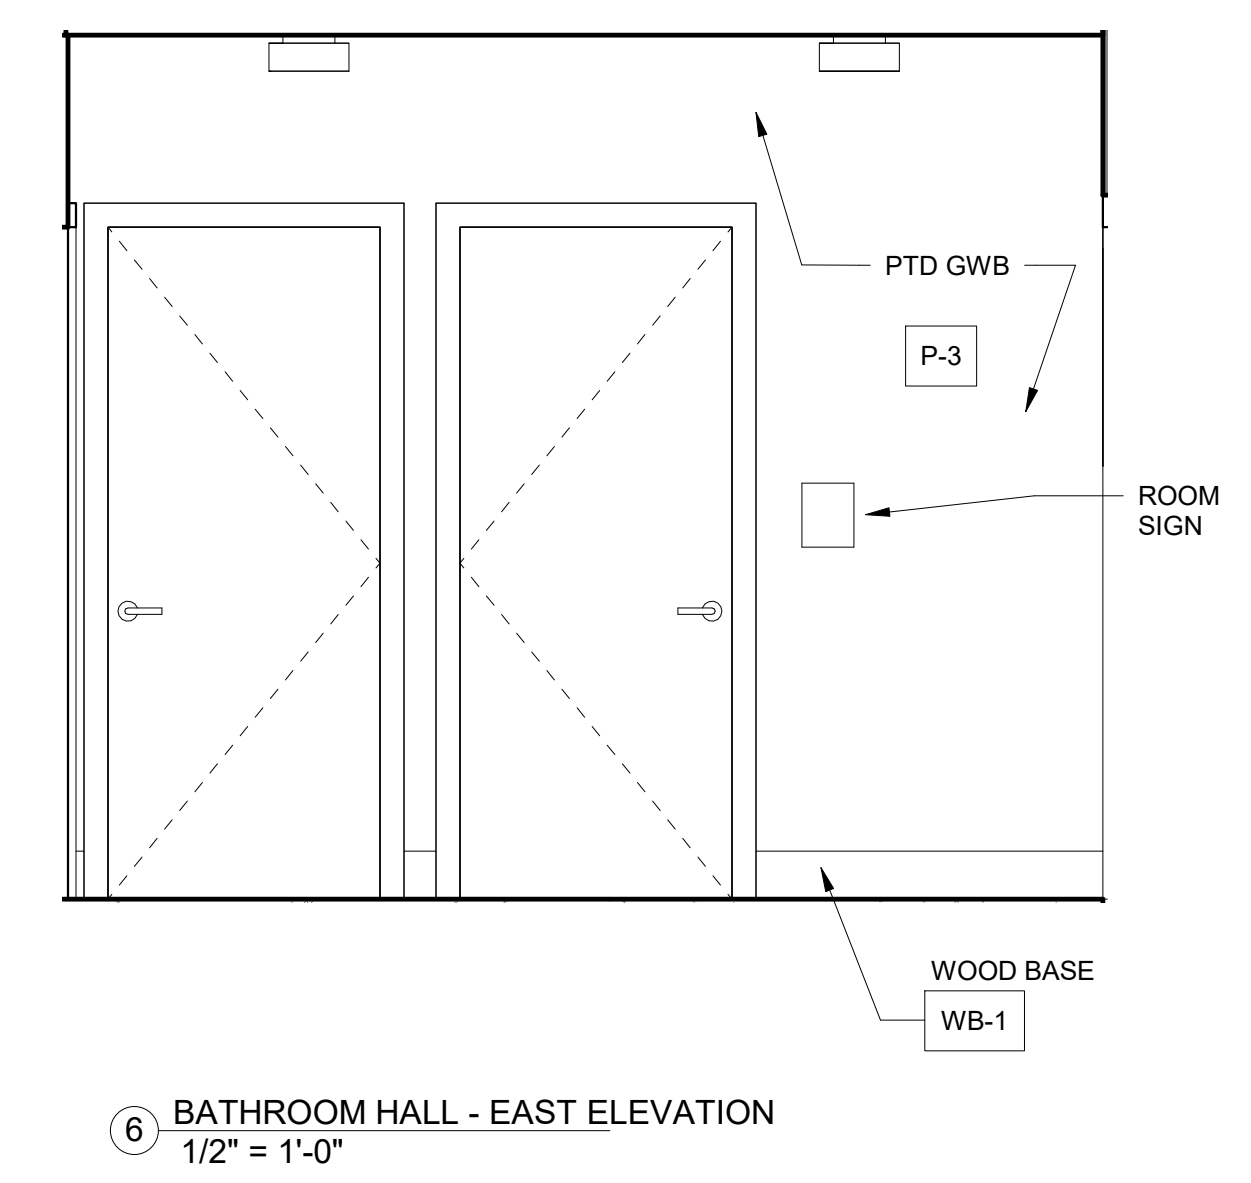 PTD GWB
P-3
ROOM
SIGN
WOOD BASE
WB-1
6
BATHROOM HALL - EAST ELEVATION
1/2" = 1'-0"